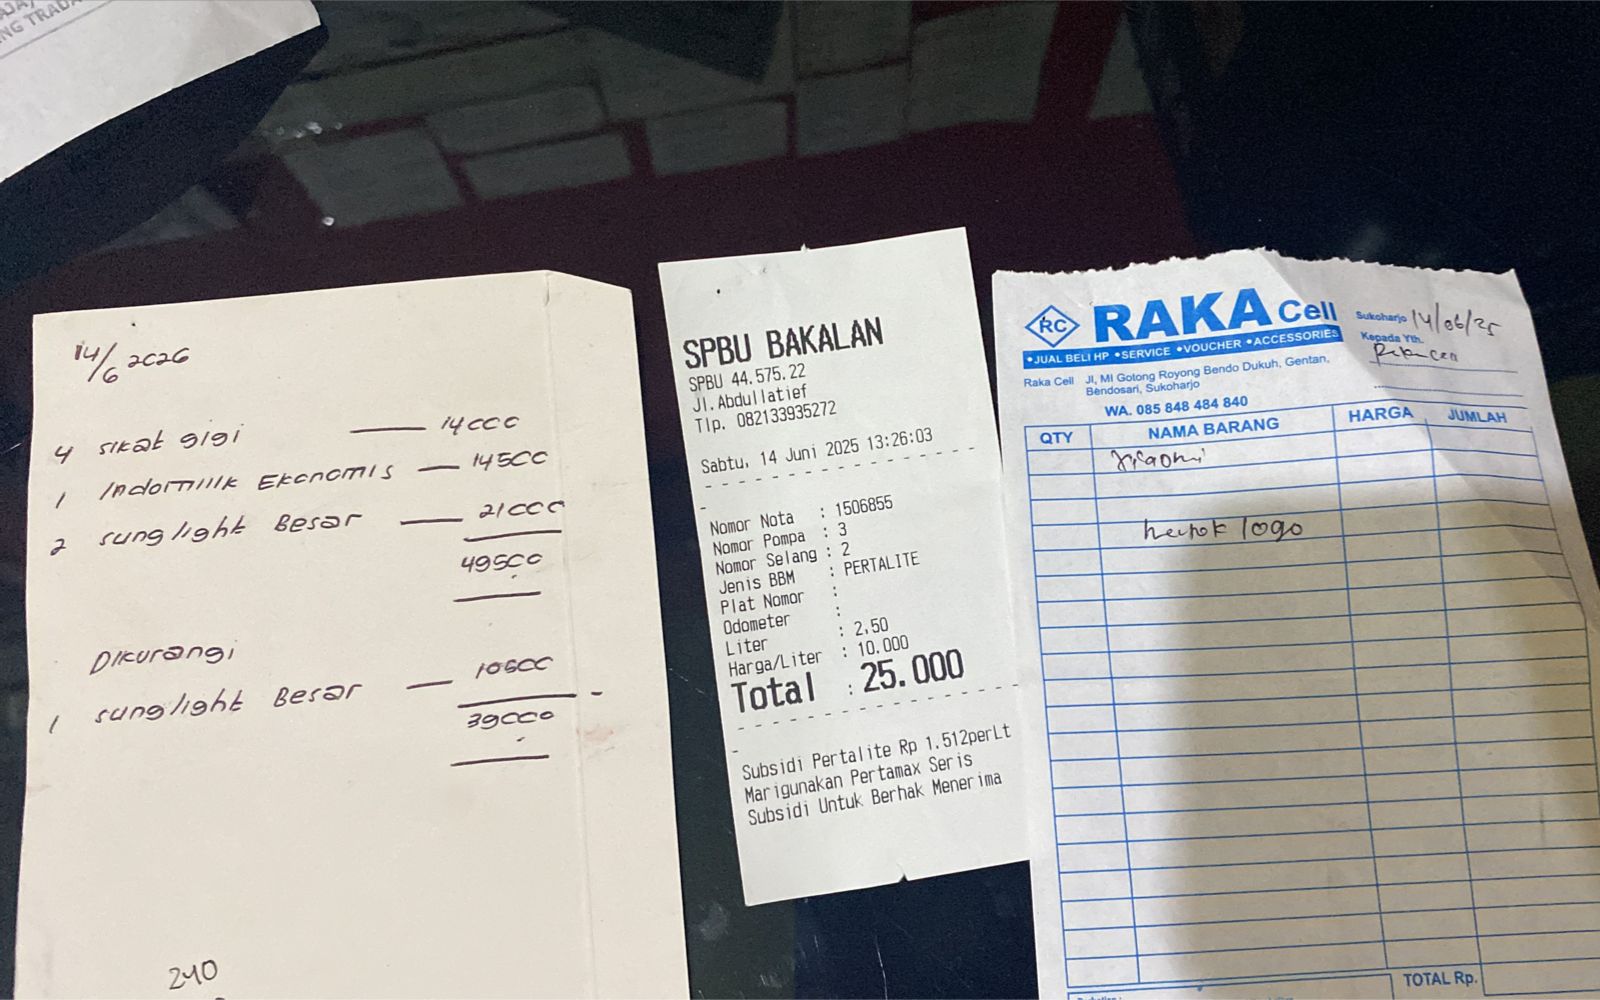 NG TRADA
14/6 2026
4 sikat gigi — 14000
1 Indomilk Ekonomis — 14500
2 sunglight Besar — 21000
49500
Dikurangi
1 sunglight Besar — 10500 -
39000
240
SPBU BAKALAN
SPBU 44.575.22
Jl.Abdullatief
Tlp. 082133935272
Sabtu, 14 Juni 2025 13:26:03
Nomor Nota : 1506855
Nomor Pompa : 3
Nomor Selang : 2
Jenis BBM : PERTALITE
Plat Nomor :
Odometer :
Liter : 2,50
Harga/Liter : 10.000
Total : 25.000
Subsidi Pertalite Rp 1.512perLt
Marigunakan Pertamax Seris
Subsidi Untuk Berhak Menerima
RC RAKA Cell
•JUAL BELI HP •SERVICE •VOUCHER •ACCESSORIES
Raka Cell Jl, MI Gotong Royong Bendo Dukuh, Gentan,
Bendosari, Sukoharjo
WA. 085 848 484 840
Sukoharjo 14/06/25
Kepada Yth.
QTY NAMA BARANG HARGA JUMLAH
Xiaomi
logo
TOTAL Rp.